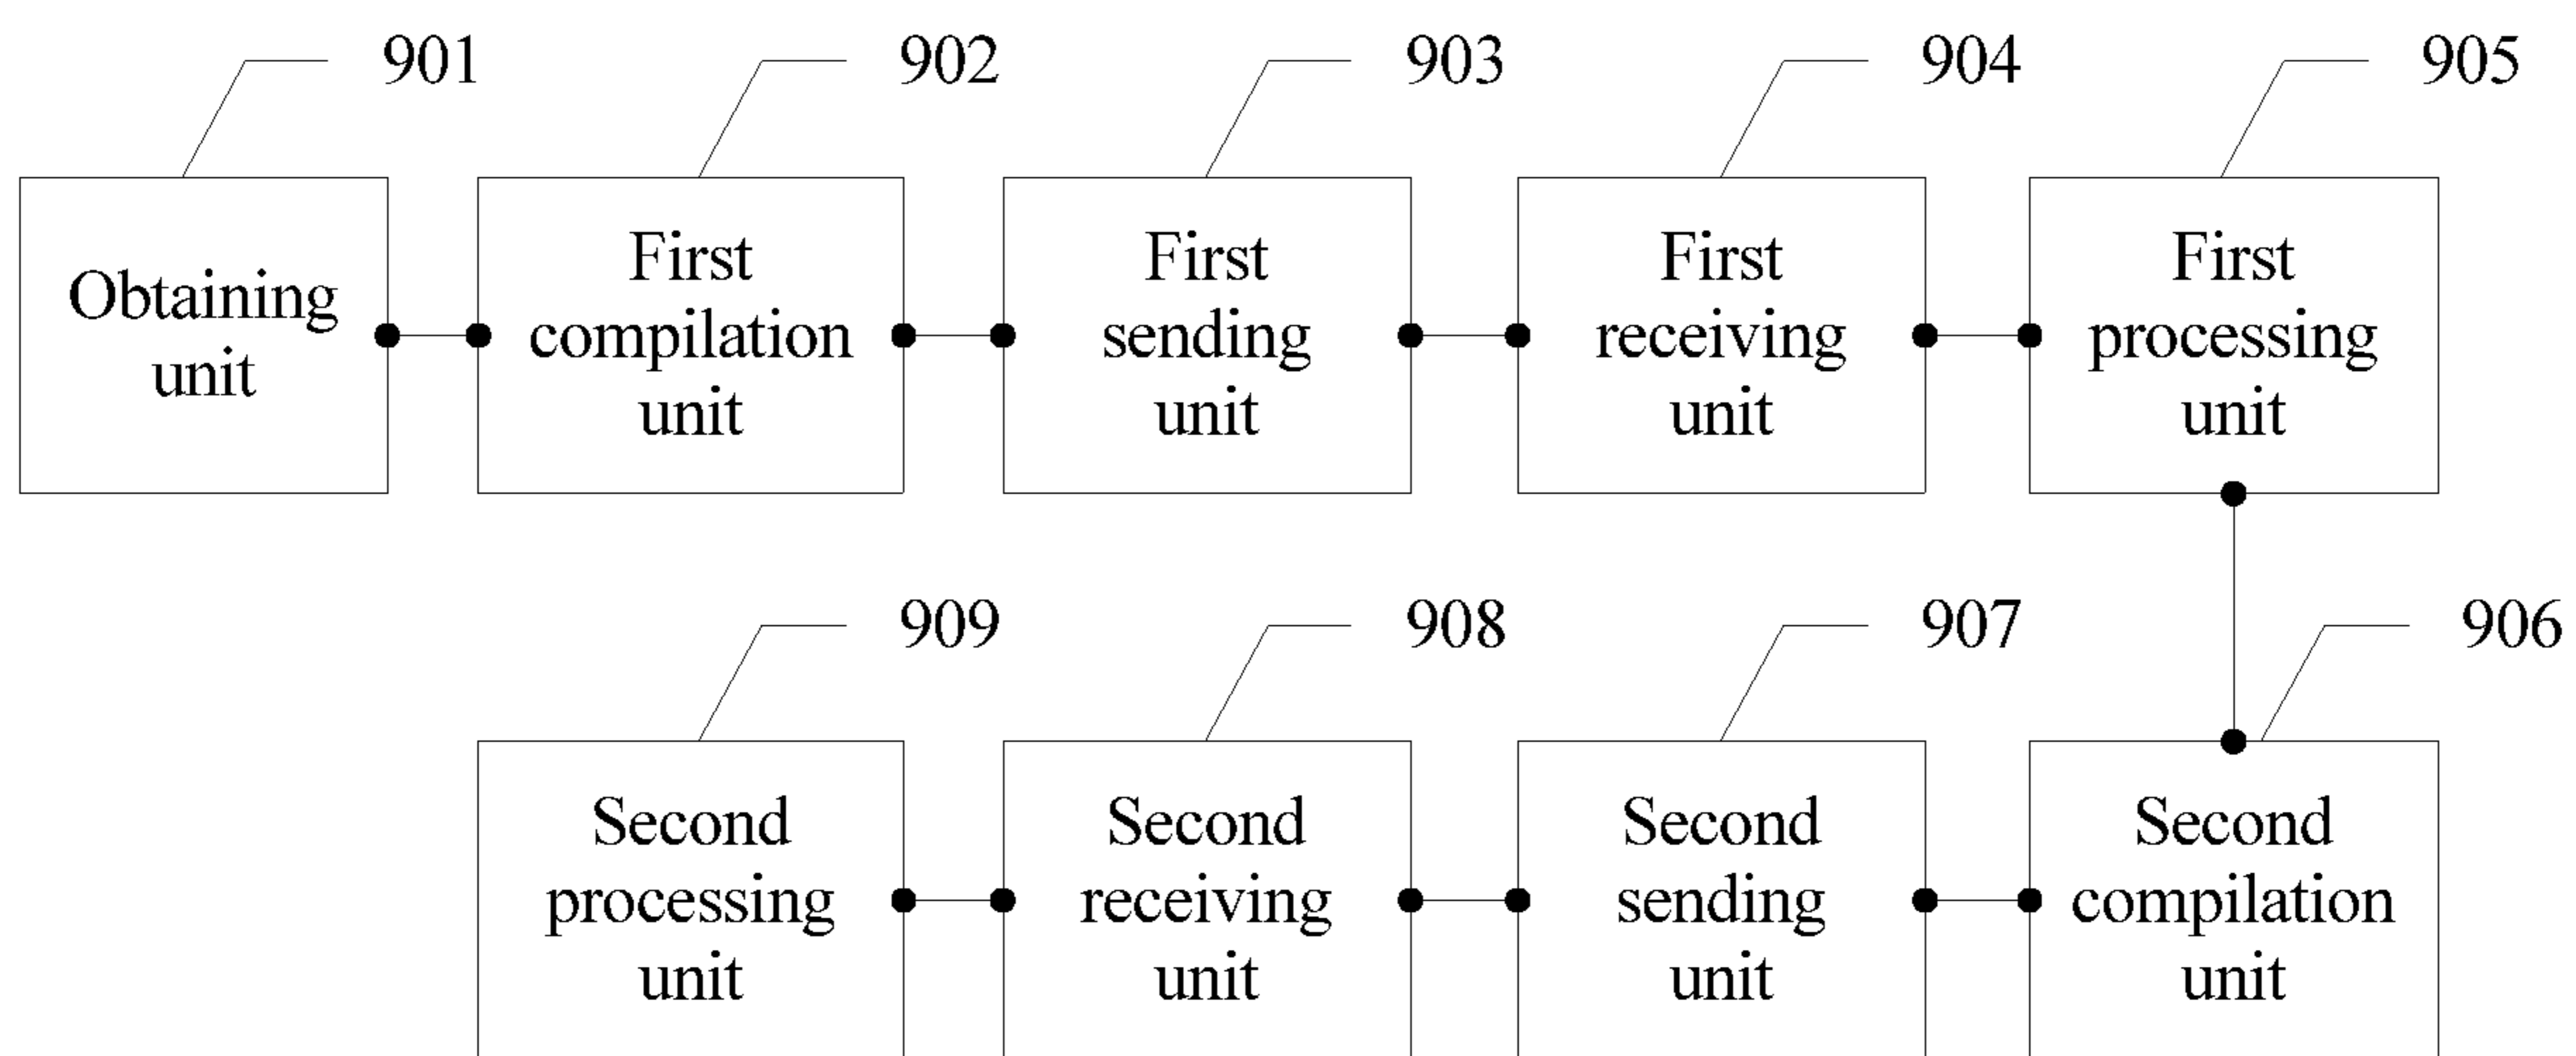 901
902
903
904
905
Obtaining
unit
First
compilation
unit
First
sending
unit
First
receiving
unit
First
processing
unit
909
908
907
906
Second
processing
unit
Second
receiving
unit
Second
sending
unit
Second
compilation
unit